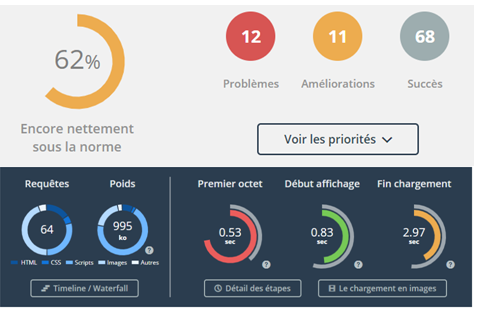 62%
Encore nettement
sous la norme
12
Problèmes
11
Améliorations
68
Succès
Voir les priorités
Requêtes
64
HTML CSS Scripts Images Autres
Poids
995
ko
?
Timeline / Waterfall
Premier octet
0.53
sec
?
Début affichage
0.83
sec
?
Fin chargement
2.97
sec
?
Détail des étapes
Le chargement en images